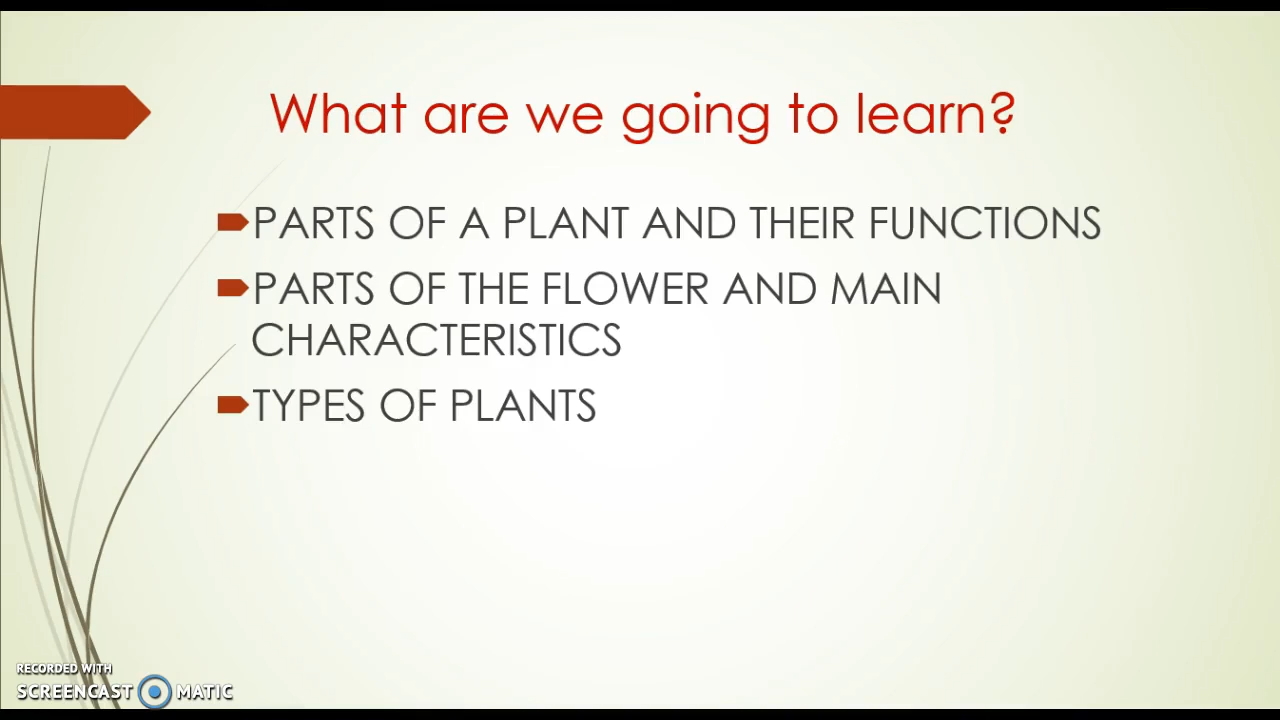 What are we going to learn?
PARTS OF A PLANT AND THEIR FUNCTIONS
PARTS OF THE FLOWER AND MAIN
CHARACTERISTICS
TYPES OF PLANTS
RECORDED WITH
SCREENCAST MATIC